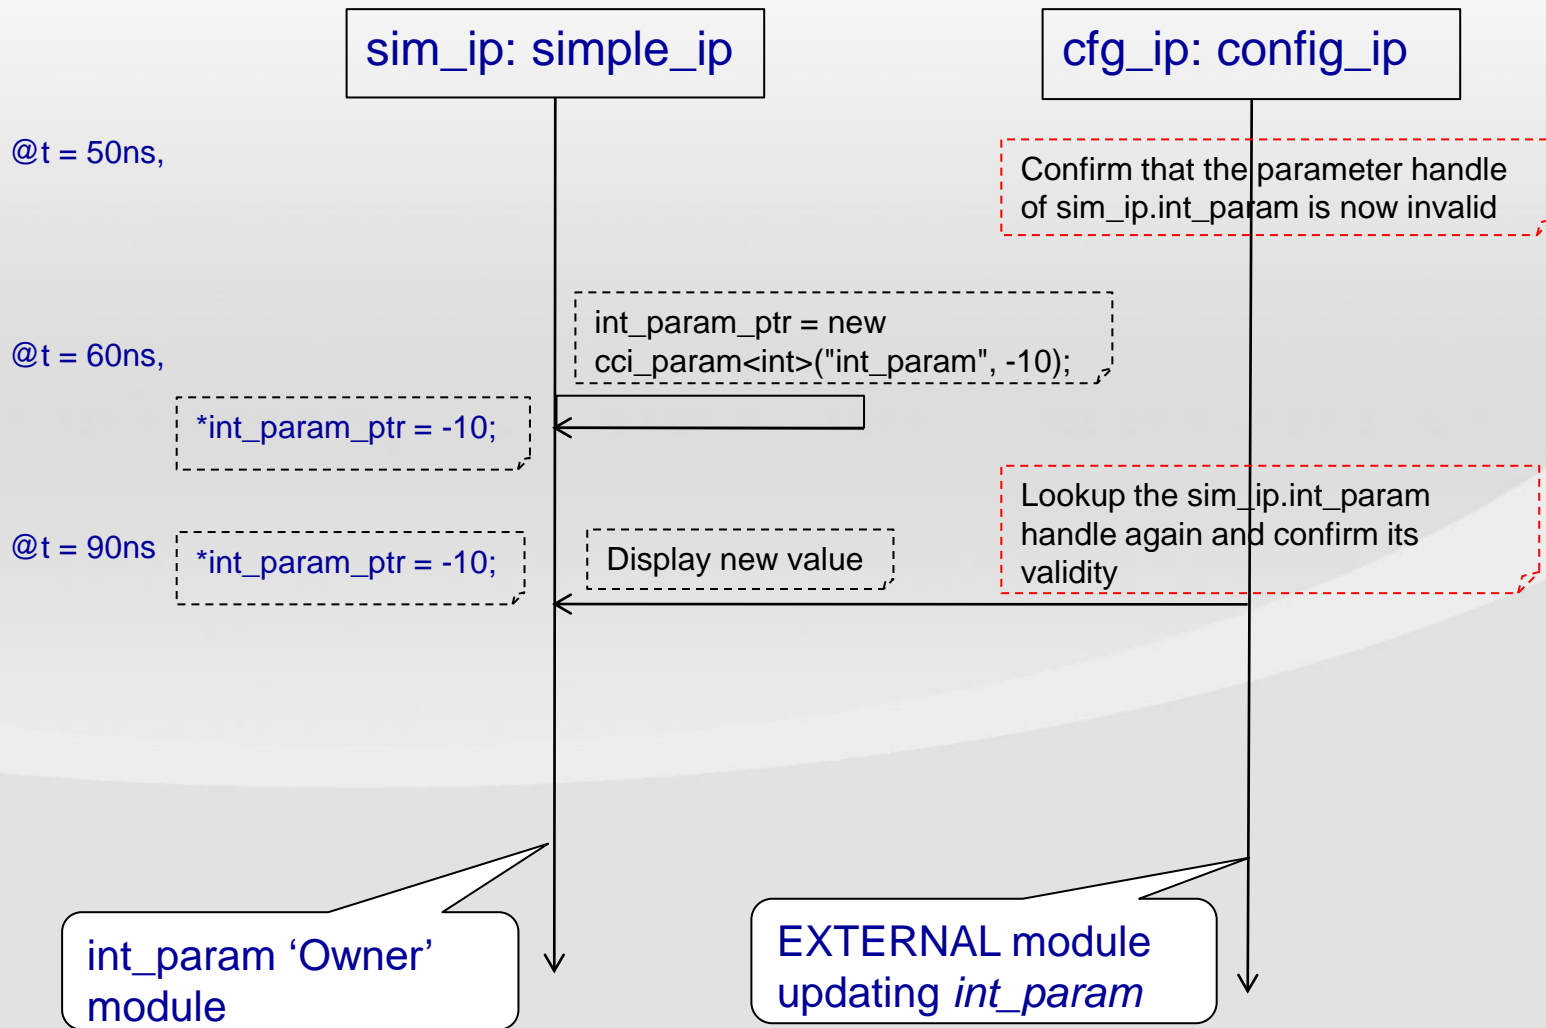 sim_ip: simple_ip
cfg_ip: config_ip
@t = 50ns,
Confirm that the parameter handle
of sim_ip.int_param is now invalid
@t = 60ns,
int_param_ptr = new
cci_param<int>("int_param", -10);
*int_param_ptr = -10;
@t = 90ns
*int_param_ptr = -10;
Display new value
Lookup the sim_ip.int_param
handle again and confirm its
validity
int_param ‘Owner’
module
EXTERNAL module
updating int_param